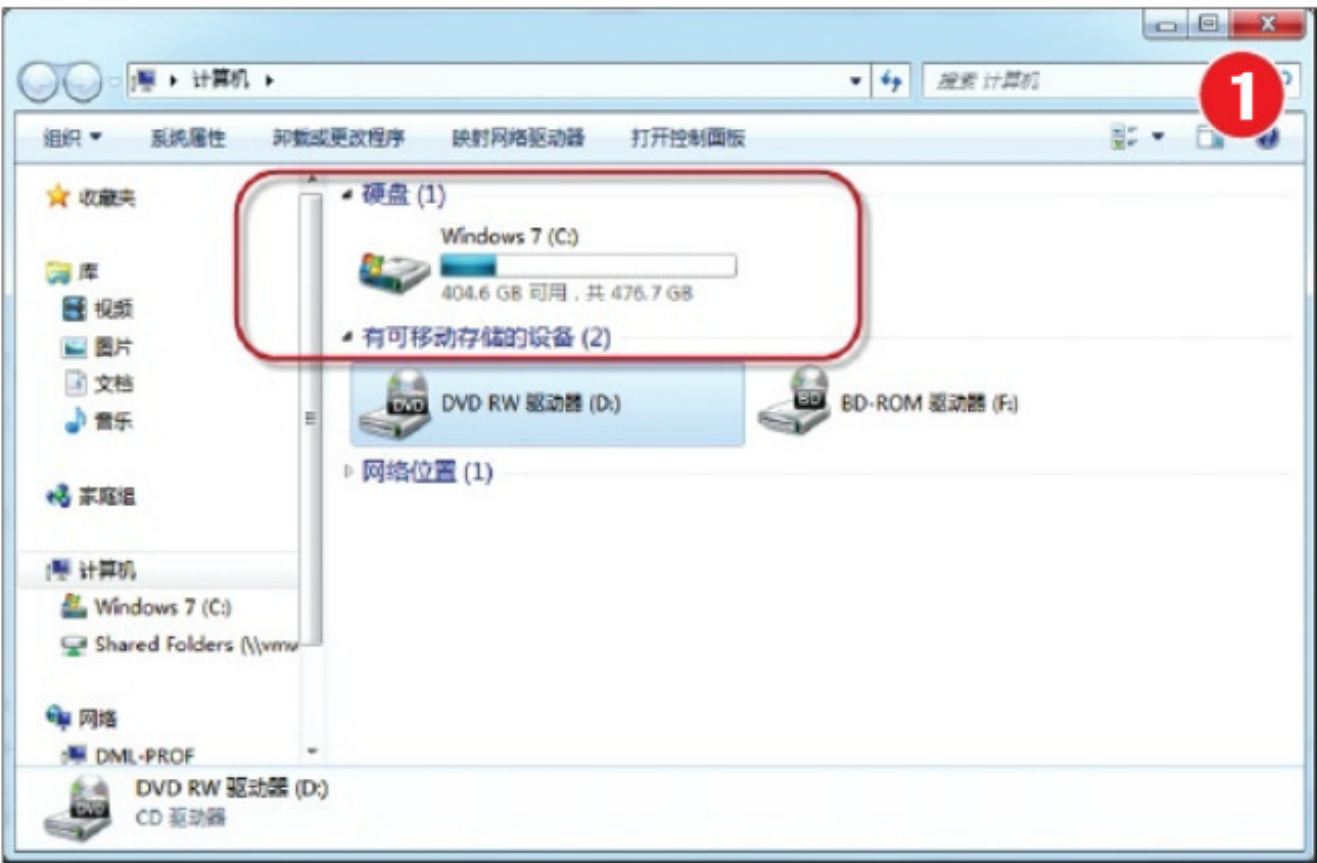 1
计算机
搜索 计算机
组织 系统属性 卸载或更改程序 映射网络驱动器 打开控制面板
收藏夹
库
视频
图片
文档
音乐
家庭组
计算机
Windows 7 (C:)
Shared Folders (\\vmw
网络
DML-PROF
硬盘 (1)
Windows 7 (C:)
404.6 GB 可用 , 共 476.7 GB
有可移动存储的设备 (2)
DVD RW 驱动器 (D:)
DVD
BD-ROM 驱动器 (F:)
BD
网络位置 (1)
DVD RW 驱动器 (D:)
CD 驱动器
DVD